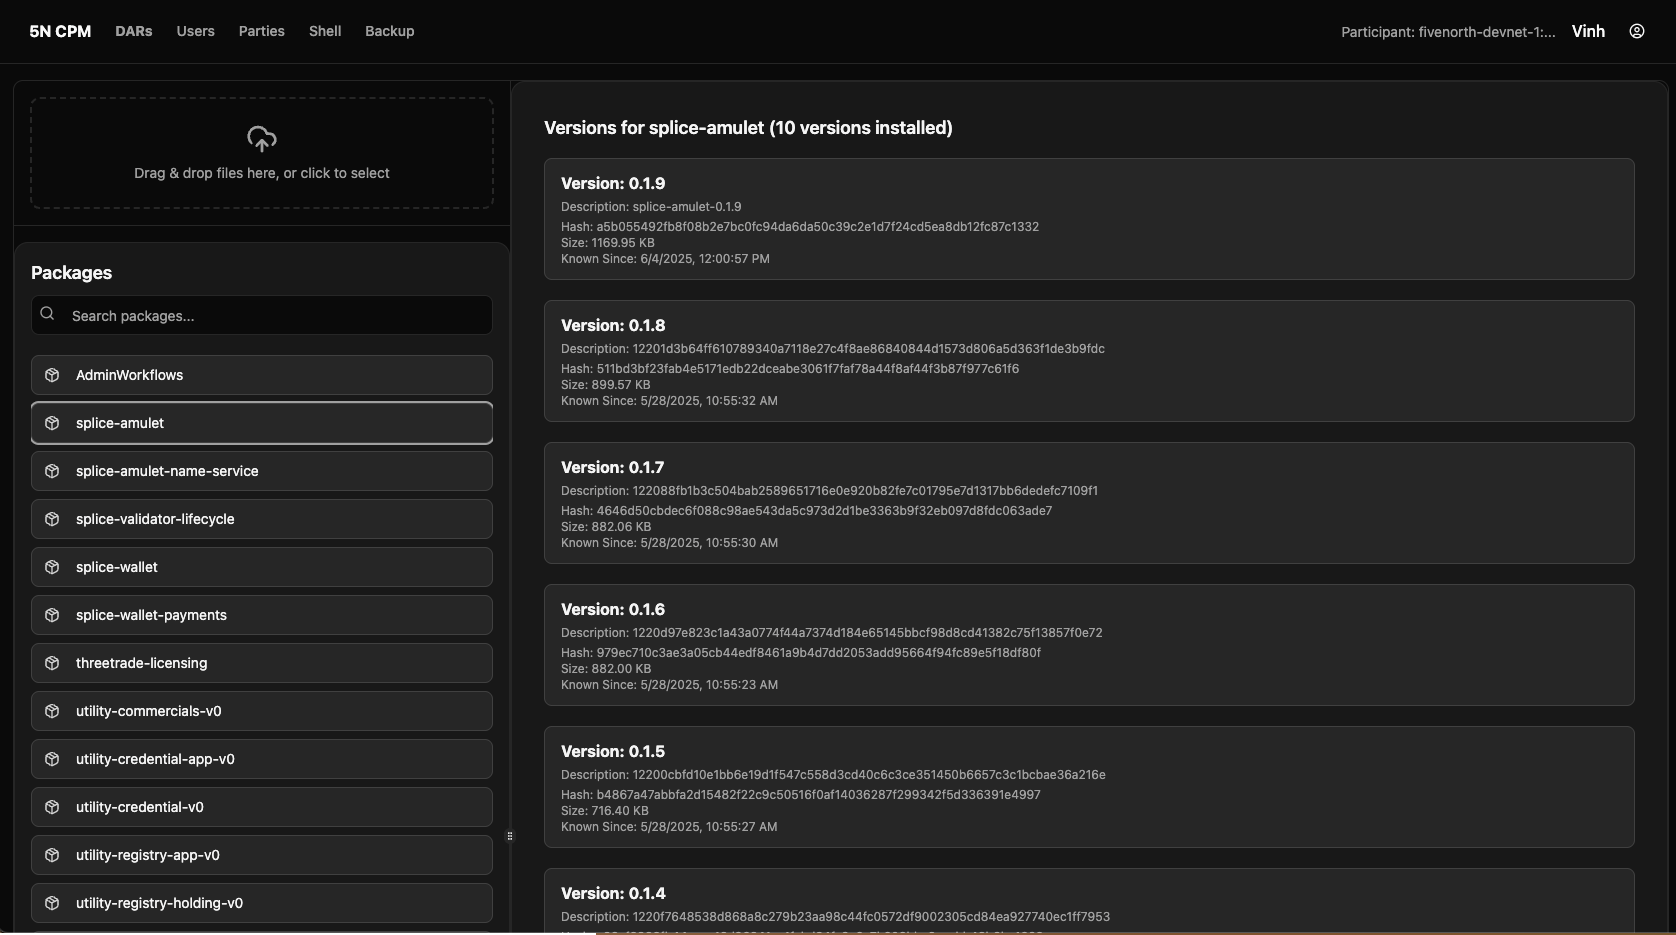 5N CPM DARs Users Parties Shell Backup Participant: fivenorth-devnet-1:... Vinh
Drag & drop files here, or click to select
Packages
Search packages...
AdminWorkflows
splice-amulet
splice-amulet-name-service
splice-validator-lifecycle
splice-wallet
splice-wallet-payments
threetrade-licensing
utility-commercials-v0
utility-credential-app-v0
utility-credential-v0
utility-registry-app-v0
utility-registry-holding-v0
Versions for splice-amulet (10 versions installed)
Version: 0.1.9
Description: splice-amulet-0.1.9
Hash: a5b055492fb8f08b2e7bc0fc94da6da50c39c2e1d7f24cd5ea8db12fc87c1332
Size: 1169.95 KB
Known Since: 6/4/2025, 12:00:57 PM
Version: 0.1.8
Description: 12201d3b64ff610789340a7118e27c4f8ae86840844d1573d806a5d363f1de3b9fdc
Hash: 511bd3bf23fab4e5171edb22dceabe3061f7faf78a44f8af44f3b87f977c61f6
Size: 899.57 KB
Known Since: 5/28/2025, 10:55:32 AM
Version: 0.1.7
Description: 122088fb1b3c504bab2589651716e0e920b82fe7c01795e7d1317bb6dedefc7109f1
Hash: 4646d50cbdec6f088c98ae543da5c973d2d1be3363b9f32eb097d8fdc063ade7
Size: 882.06 KB
Known Since: 5/28/2025, 10:55:30 AM
Version: 0.1.6
Description: 1220d97e823c1a43a0774f44a7374d184e65145bbcf98d8cd41382c75f13857f0e72
Hash: 979ec710c3ae3a05cb44edf8461a9b4d7dd2053add95664f94fc89e5f18df80f
Size: 882.00 KB
Known Since: 5/28/2025, 10:55:23 AM
Version: 0.1.5
Description: 12200cbfd10e1bb6e19d1f547c558d3cd40c6c3ce351450b6657c3c1bcbae36a216e
Hash: b4867a47abbfa2d15482f22c9c50516f0af14036287f299342f5d336391e4997
Size: 716.40 KB
Known Since: 5/28/2025, 10:55:27 AM
Version: 0.1.4
Description: 1220f7648538d868a8c279b23aa98c44fc0572df9002305cd84ea927740ec1ff7953